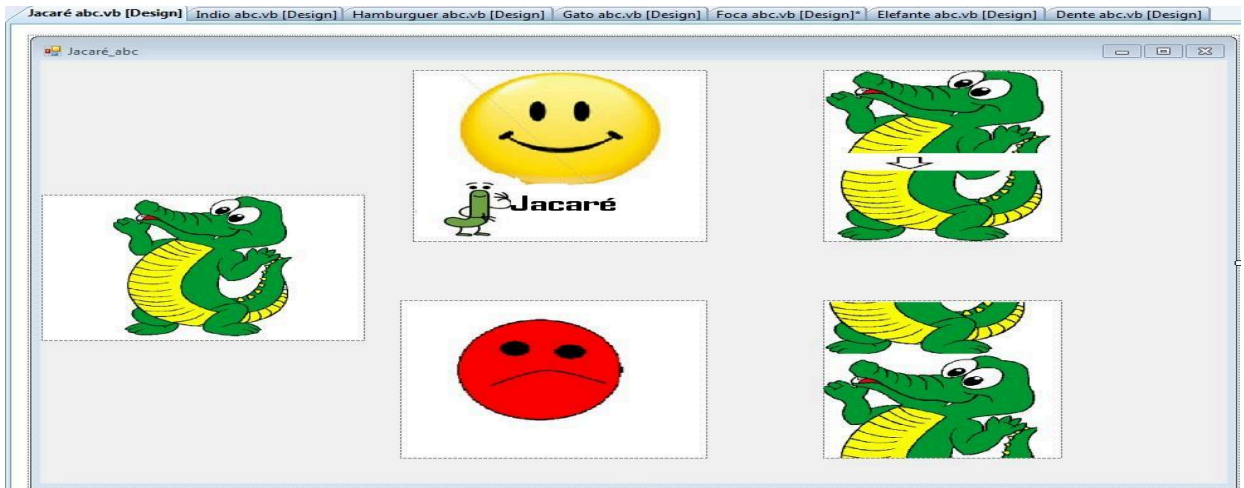 Jacaré abc.vb [Design] Indio abc.vb [Design] Hamburguer abc.vb [Design] Gato abc.vb [Design] Foca abc.vb [Design]* Elefante abc.vb [Design] Dente abc.vb [Design]
Jacaré_abc
Jacaré